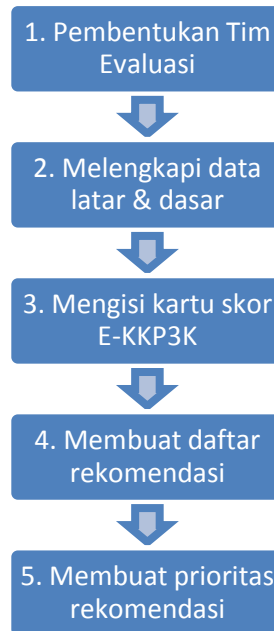 1. Pembentukan Tim
Evaluasi
2. Melengkapi data
latar & dasar
3. Mengisi kartu skor
E-KKP3K
4. Membuat daftar
rekomendasi
5. Membuat prioritas
rekomendasi